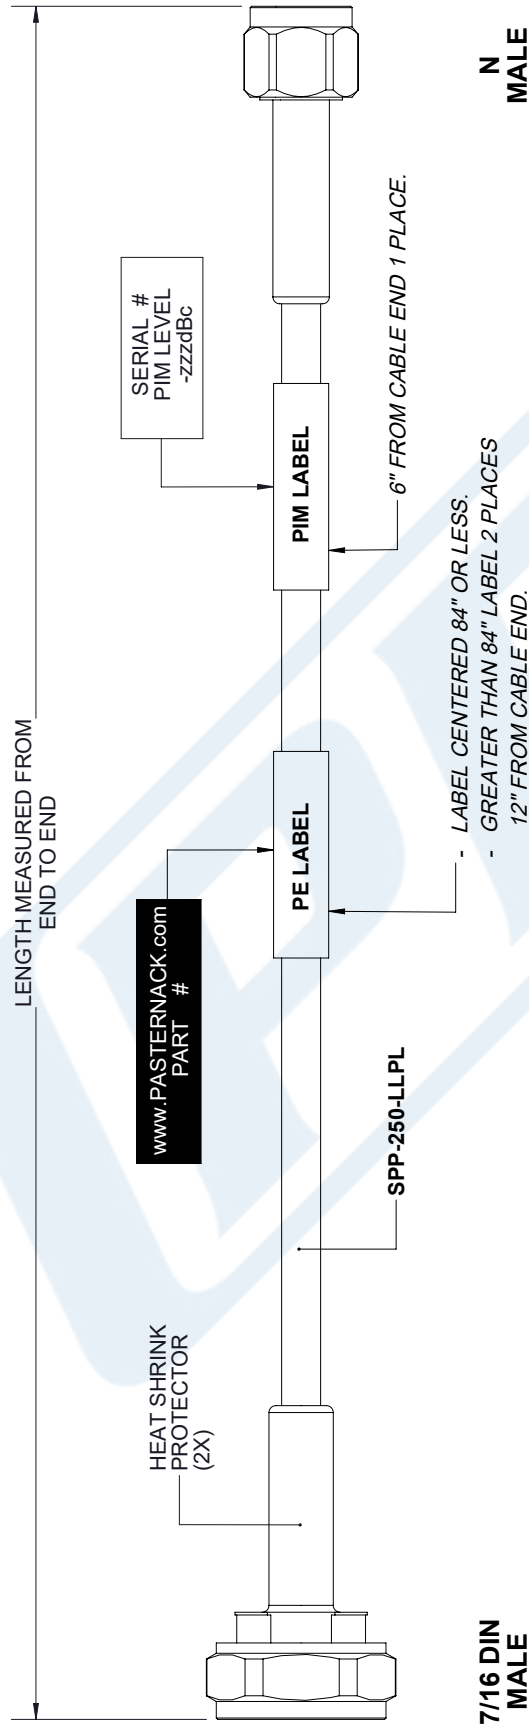 LENGTH MEASURED FROM
END TO END
www.PASTERNACK.com
PART #
SERIAL #
PIM LEVEL
-zzzdBc
HEAT SHRINK
PROTECTOR
(2X)
PE LABEL
PIM LABEL
SPP-250-LLPL
6" FROM CABLE END 1 PLACE.
- LABEL CENTERED 84" OR LESS.
- GREATER THAN 84" LABEL 2 PLACES
12" FROM CABLE END.
7/16 DIN
MALE
N
MALE